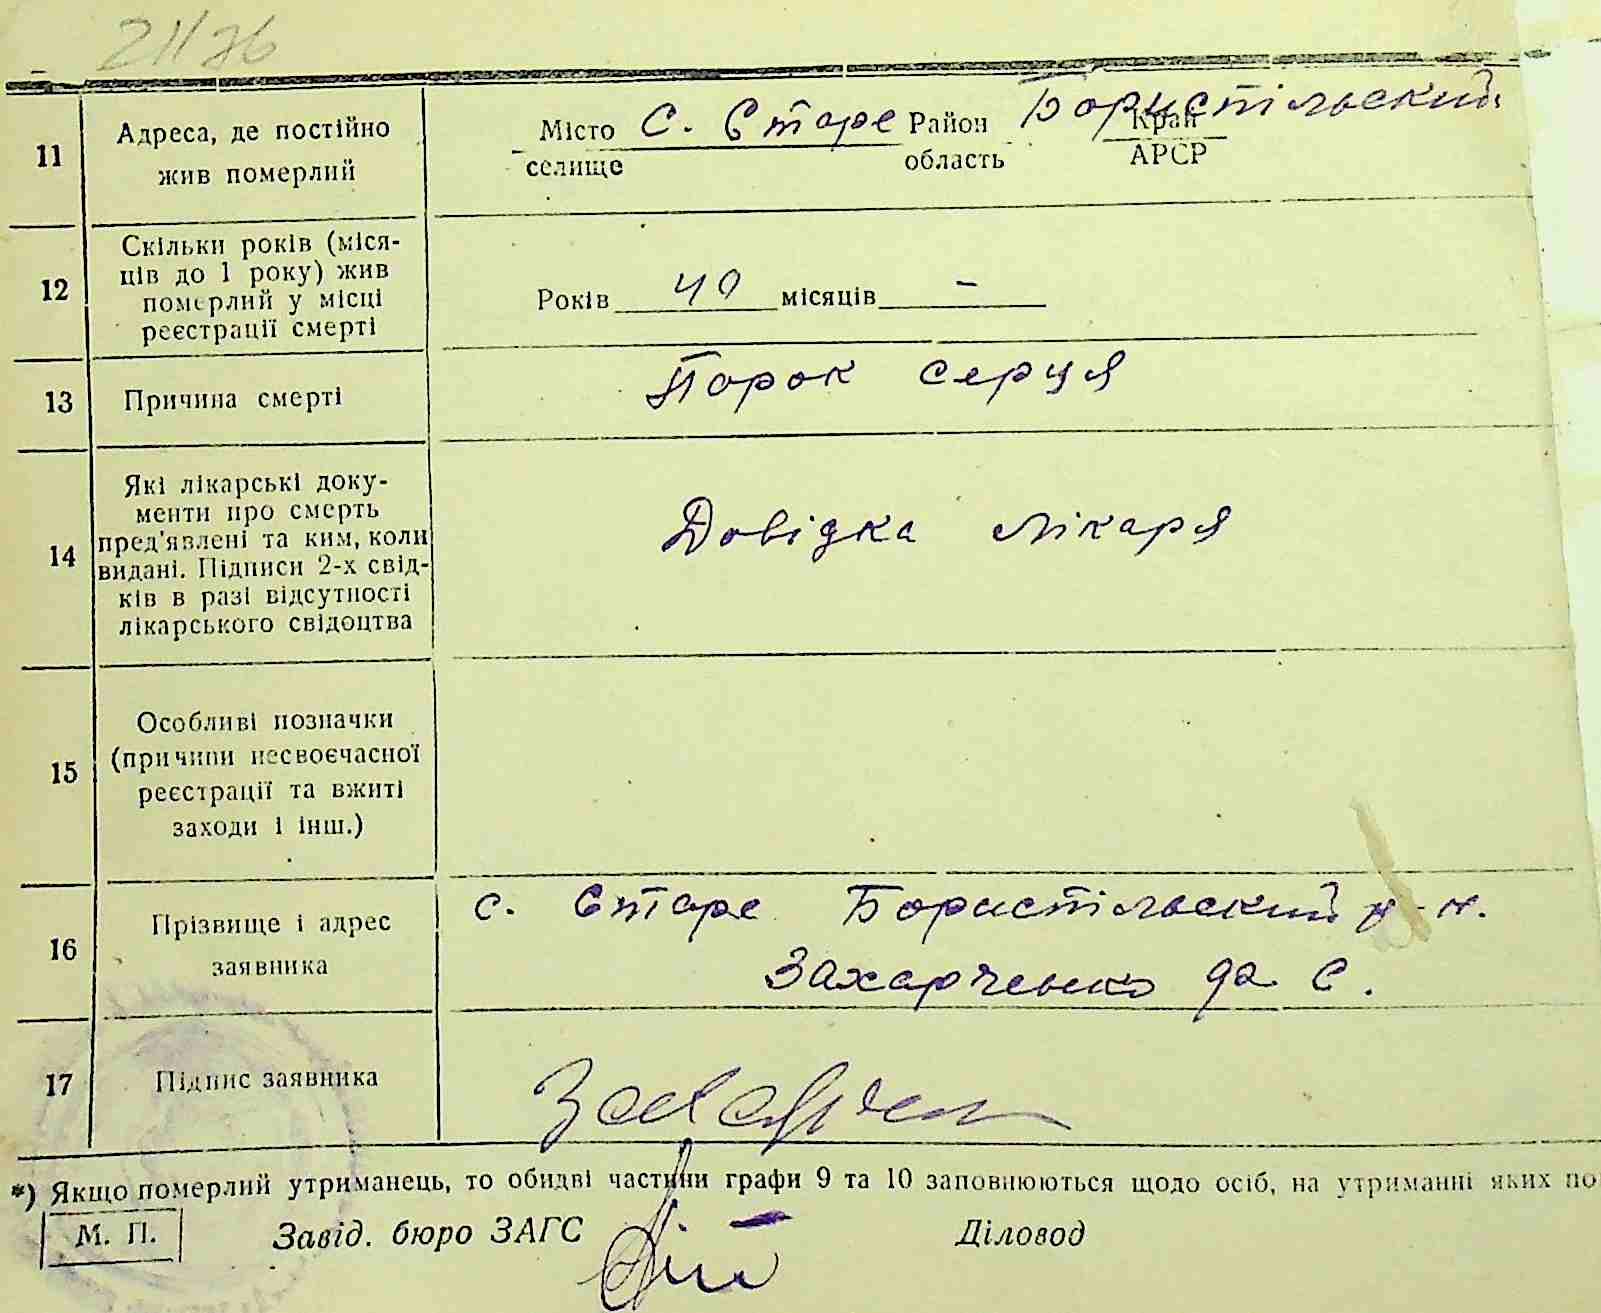 21/76
11 Адреса, де постійно жив померлий
Місто селище с. Старе Район область Бориспільский Край АРСР
12 Скільки років (міся-
ців до 1 року) жив
померлий у місці
реєстрації смерті
Років 40 місяців –
13 Причина смерті
Порок серця
14 Які лікарські доку-
менти про смерть
пред'явлені та ким, коли
видані. Підписи 2-х свід-
ків в разі відсутності
лікарського свідоцтва
Довідка лікаря
15 Особливі позначки
(причини несвоєчасної
реєстрації та вжиті
заходи і інш.)
16 Прізвище і адрес
заявника
с. Старе Бориспільский р-н.
Захарченко
17 Підпис заявника
*) Якщо померлий утриманець, то обидві частини графи 9 та 10 заповнюються щодо осіб, на утриманні яких
М. П. Завід. бюро ЗАГС Діловод